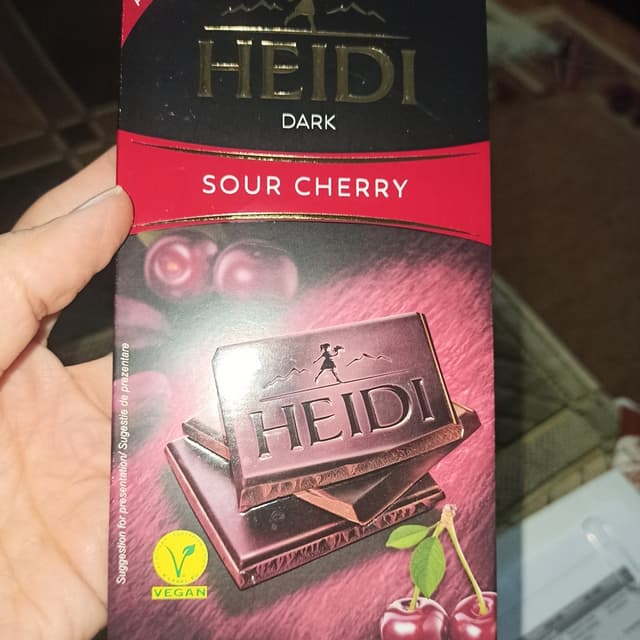 HEIDI
DARK
SOUR CHERRY
HEIDI
Suggestion for presentation/ Sugestie de prezentare
VEGAN